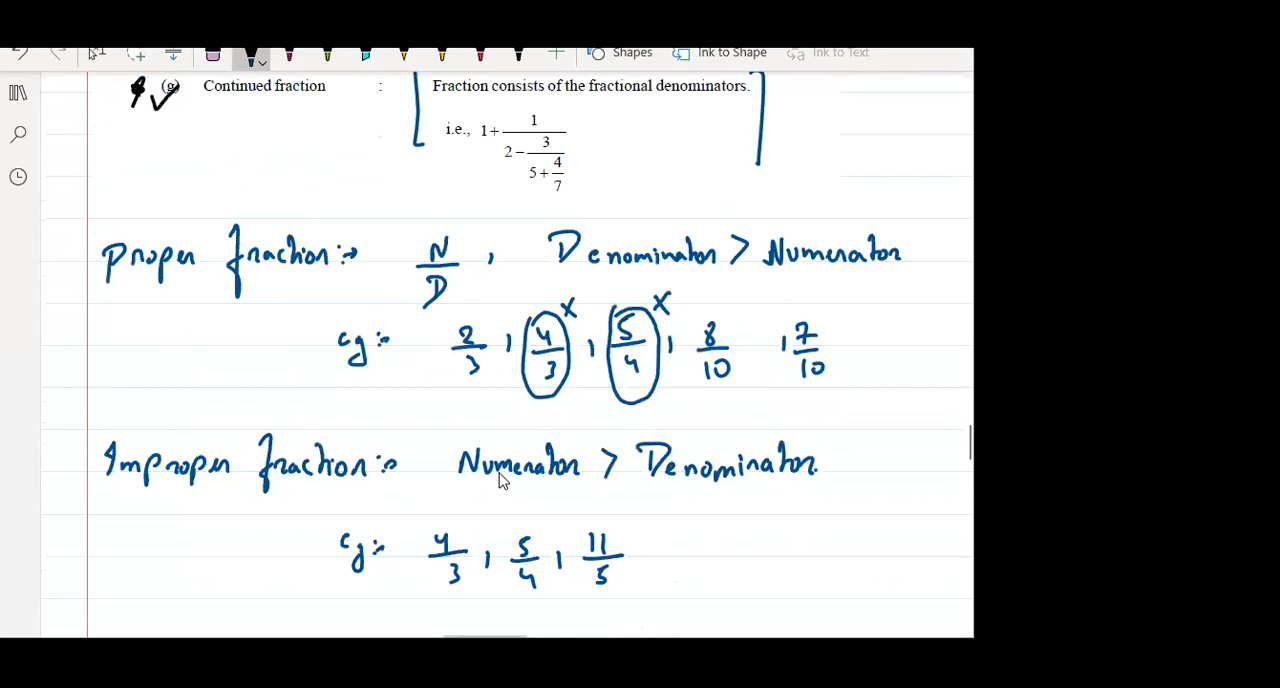 Shapes Ink to Shape Ink to Text
(g) Continued fraction : Fraction consists of the fractional denominators.
i.e., 1+ 1/(2− 3/(5+ 4/7))
Proper fraction:→ N/D , Denominator > Numerator
eg:- 2/3 , 4/3 x , 5/4 x , 8/10 , 7/10
Improper fraction:→ Numerator > Denominator.
eg:- 4/3 , 5/4 , 11/5